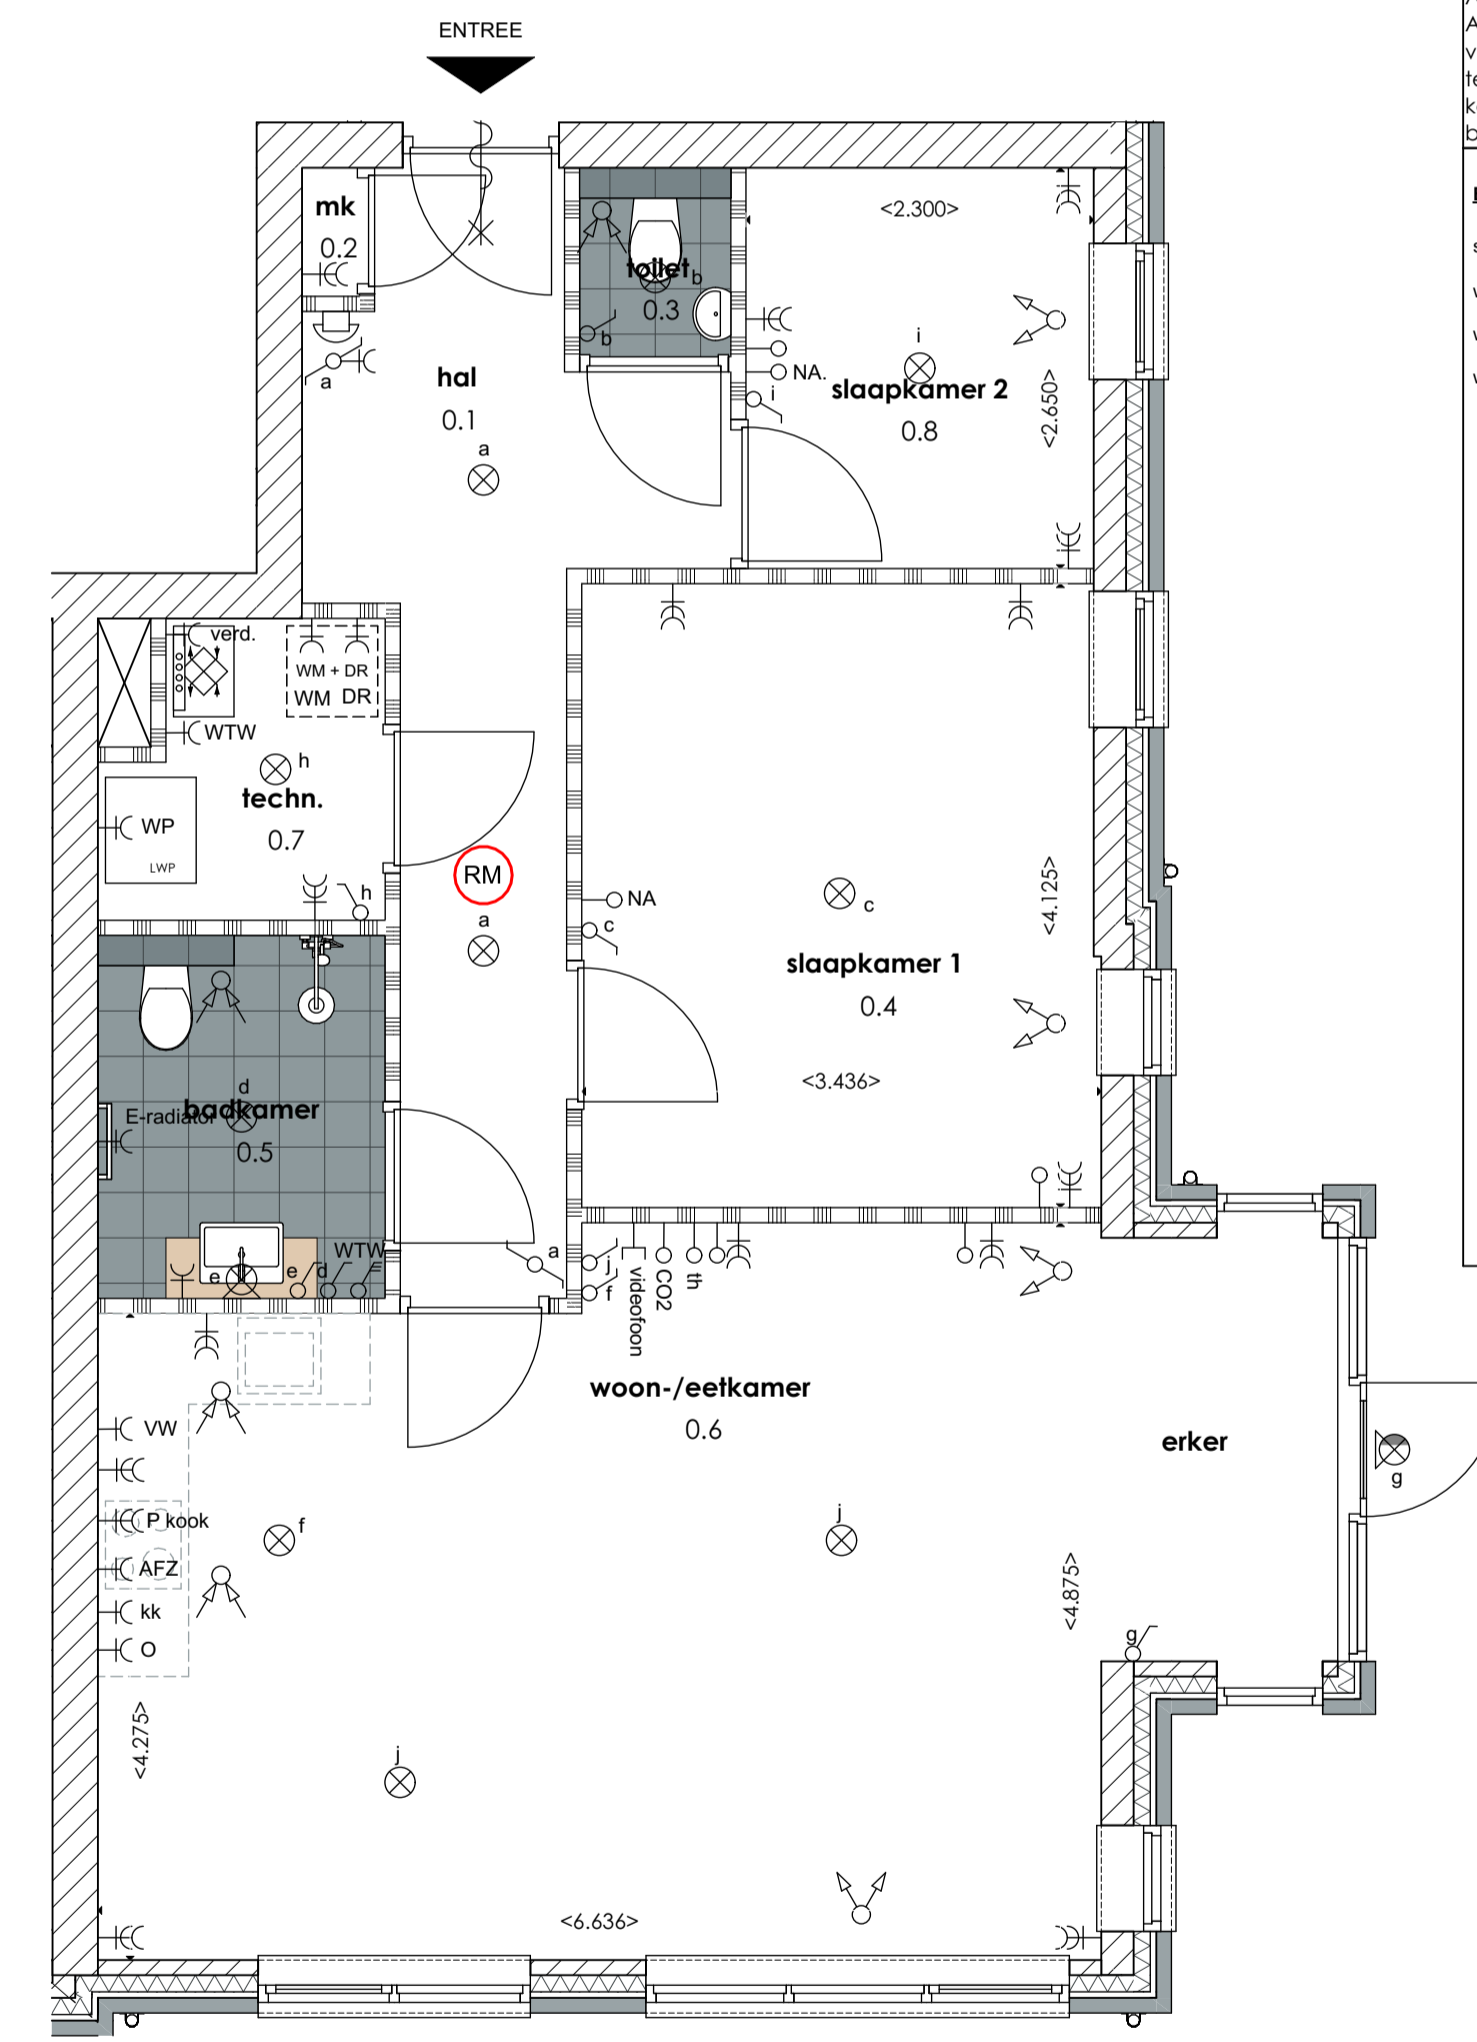 ENTREE
mk
0.2
<2.300>
toilet
b
0.3
b
a
hal
0.1
a
NA.
i
i
slaapkamer 2
0.8
<2.650>
verd.
WM + DR
WM DR
WTW
h
techn.
0.7
WP
LWP
h
RM
a
NA
c
c
slaapkamer 1
0.4
<4.125>
<3.436>
d
E-radiator
badkamer
0.5
WTW
e
e
d
a
j
f
videofoon
CO2
th
woon-/eetkamer
0.6
erker
g
VW
P kook
AFZ
kk
O
f
j
<4.875>
g
<4.275>
j
<6.636>